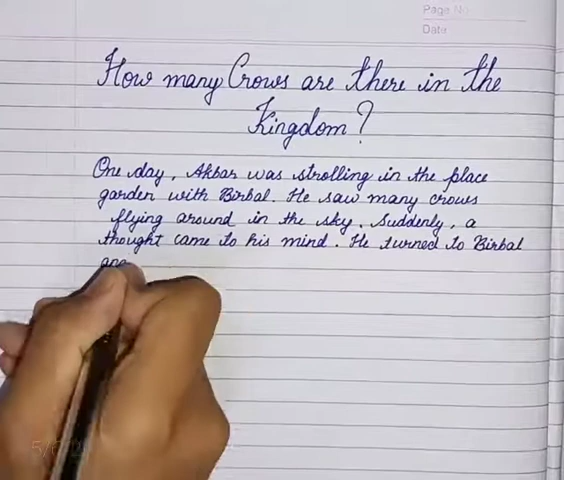 Page No
Date
How many Crows are there in the
Kingdom?
One day, Akbar was strolling in the place
garden with Birbal. He saw many crows
flying around in the sky. Suddenly, a
thought came to his mind. He turned to Birbal